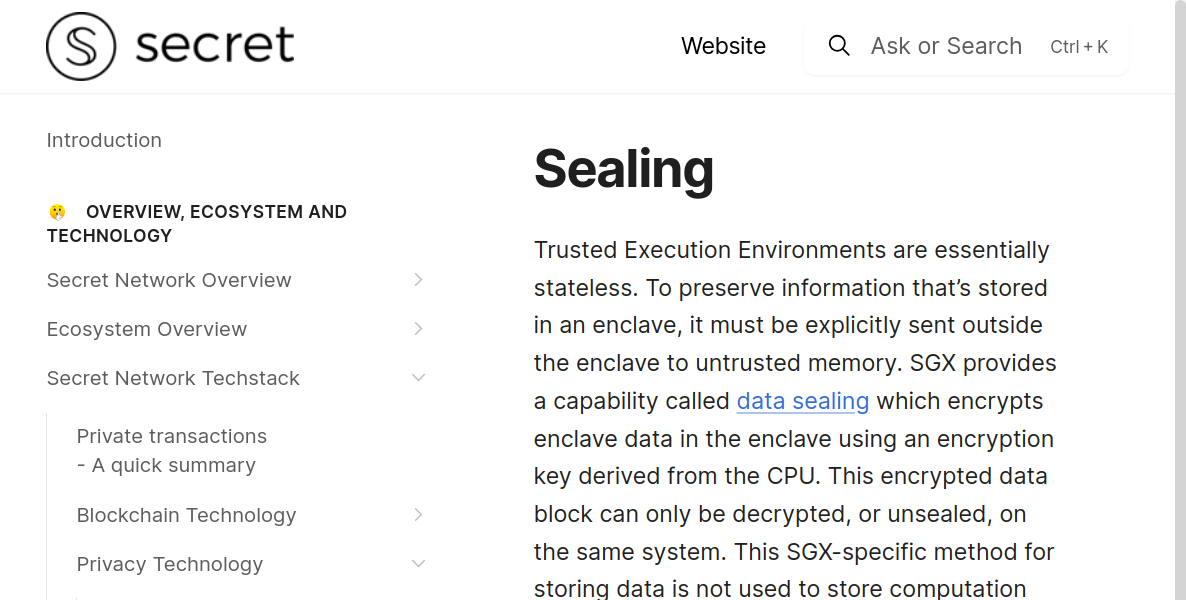 secret
Website
Ask or Search
Ctrl + K
Introduction
OVERVIEW, ECOSYSTEM AND
TECHNOLOGY
Secret Network Overview
Ecosystem Overview
Secret Network Techstack
Private transactions
- A quick summary
Blockchain Technology
Privacy Technology
Sealing
Trusted Execution Environments are essentially
stateless. To preserve information that’s stored
in an enclave, it must be explicitly sent outside
the enclave to untrusted memory. SGX provides
a capability called data sealing which encrypts
enclave data in the enclave using an encryption
key derived from the CPU. This encrypted data
block can only be decrypted, or unsealed, on
the same system. This SGX-specific method for
storing data is not used to store computation